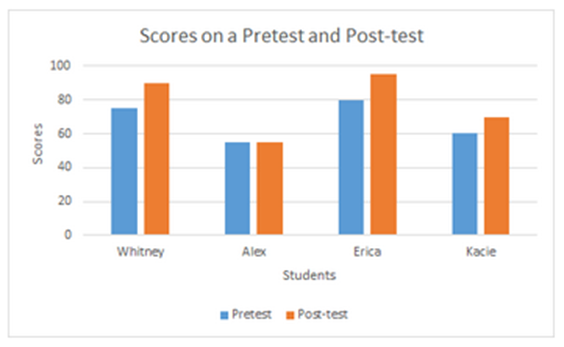 Scores on a Pretest and Post-test
100
80
60
40
20
0
Scores
Whitney Alex Erica Kacie
Students
Pretest Post-test